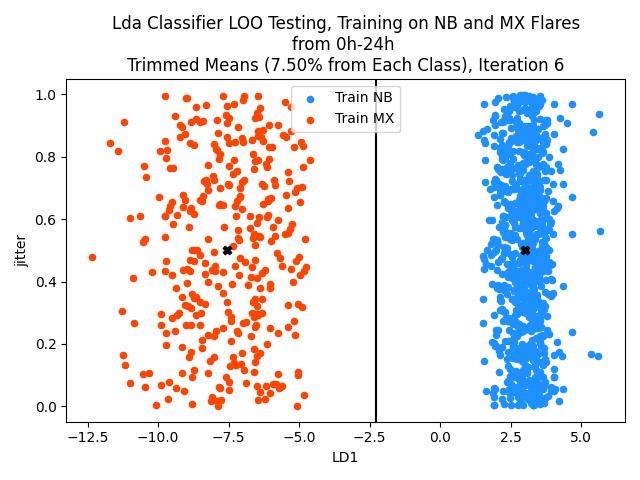 Lda Classifier LOO Testing, Training on NB and MX Flares
from 0h-24h
Trimmed Means (7.50% from Each Class), Iteration 6
Train NB
Train MX
1.0
0.8
0.6
0.4
0.2
0.0
jitter
−12.5 −10.0 −7.5 −5.0 −2.5 0.0 2.5 5.0
LD1